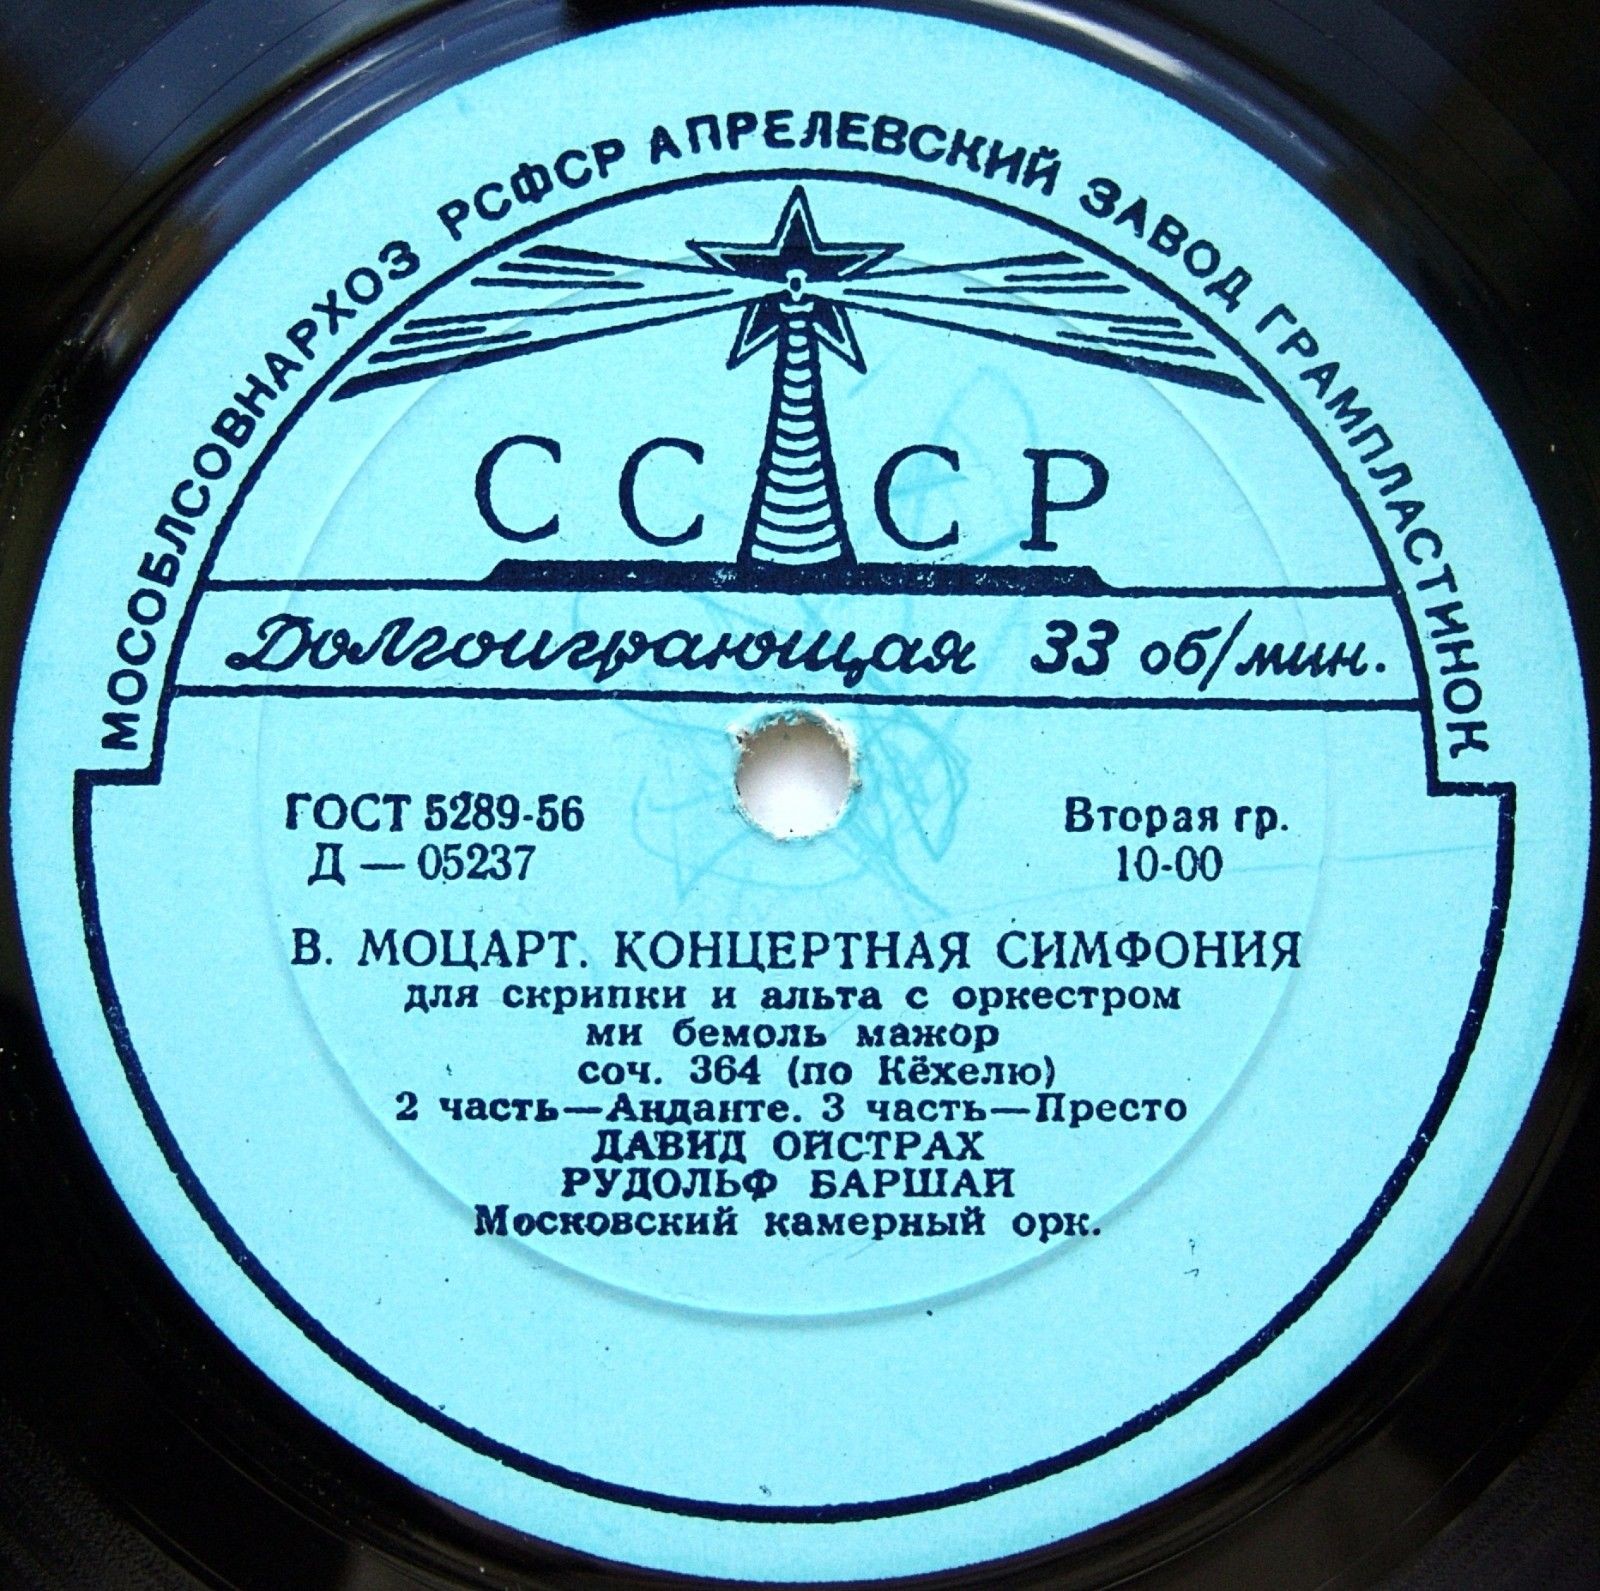 МОСОБЛСОВНАРХОЗ РСФСР АПРЕЛЕВСКИЙ ЗАВОД ГРАМПЛАСТИНОК
СССР
Долгоиграющая 33 об/мин.
ГОСТ 5289-56
Д — 05237
Вторая гр.
10-00
В. МОЦАРТ. КОНЦЕРТНАЯ СИМФОНИЯ
для скрипки и альта с оркестром
ми бемоль мажор
соч. 364 (по Кёхелю)
2 часть—Анданте. 3 часть—Престо
ДАВИД ОЙСТРАХ
РУДОЛЬФ БАРШАЙ
Московский камерный орк.